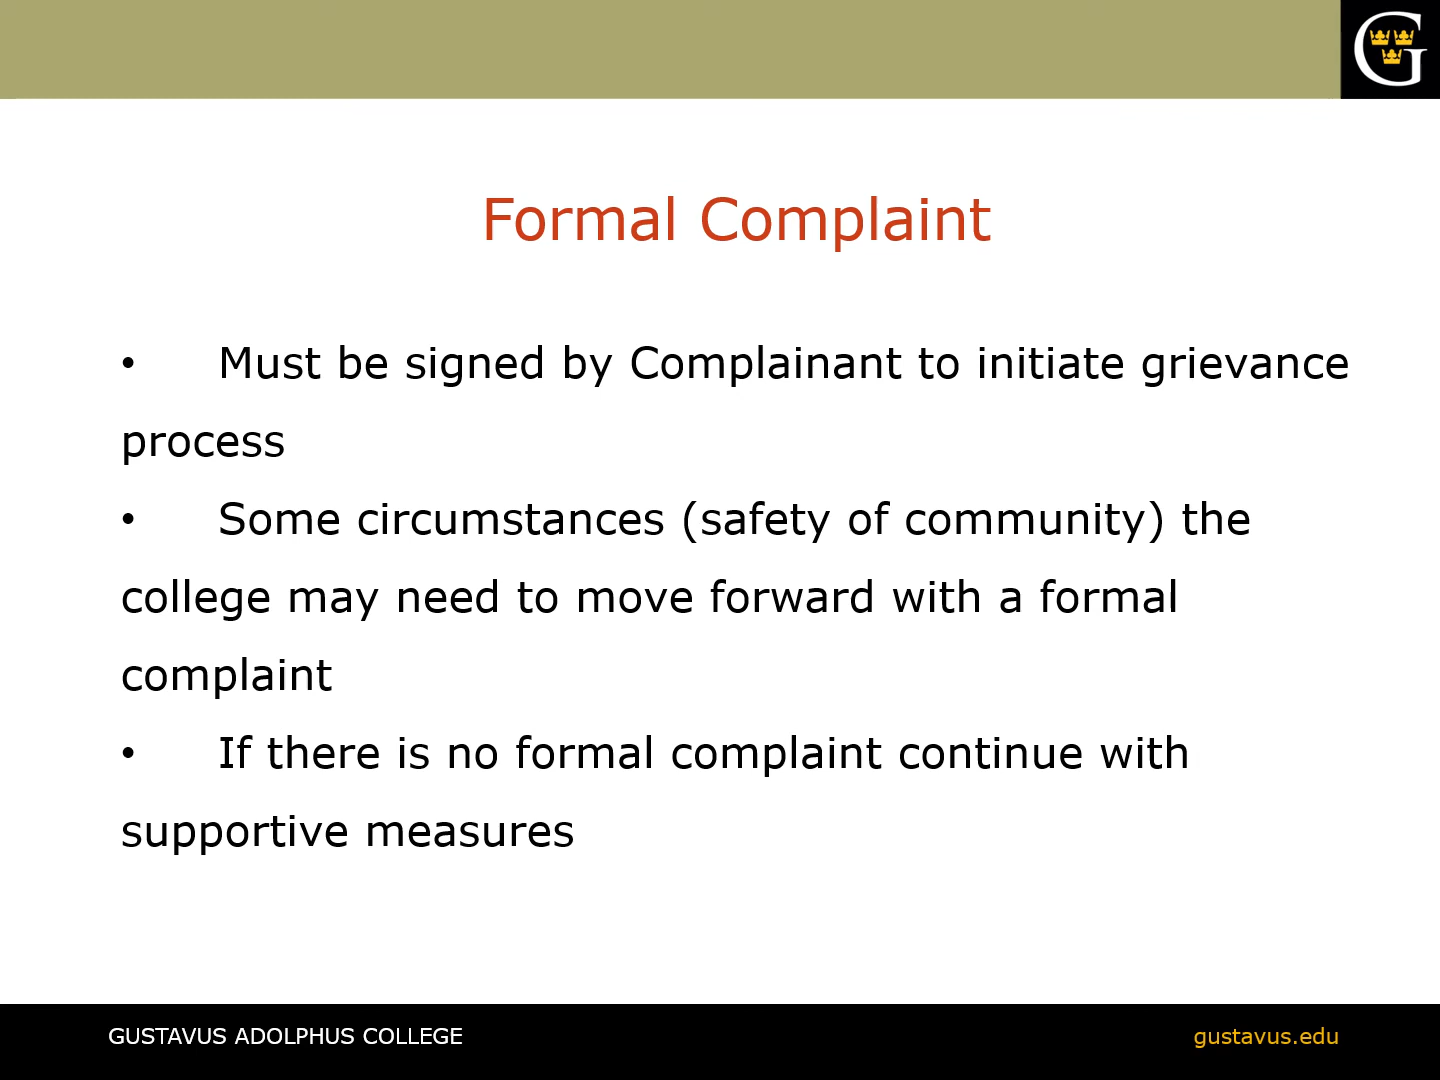 G
Formal Complaint
• Must be signed by Complainant to initiate grievance
process
• Some circumstances (safety of community) the
college may need to move forward with a formal
complaint
• If there is no formal complaint continue with
supportive measures
GUSTAVUS ADOLPHUS COLLEGE
gustavus.edu